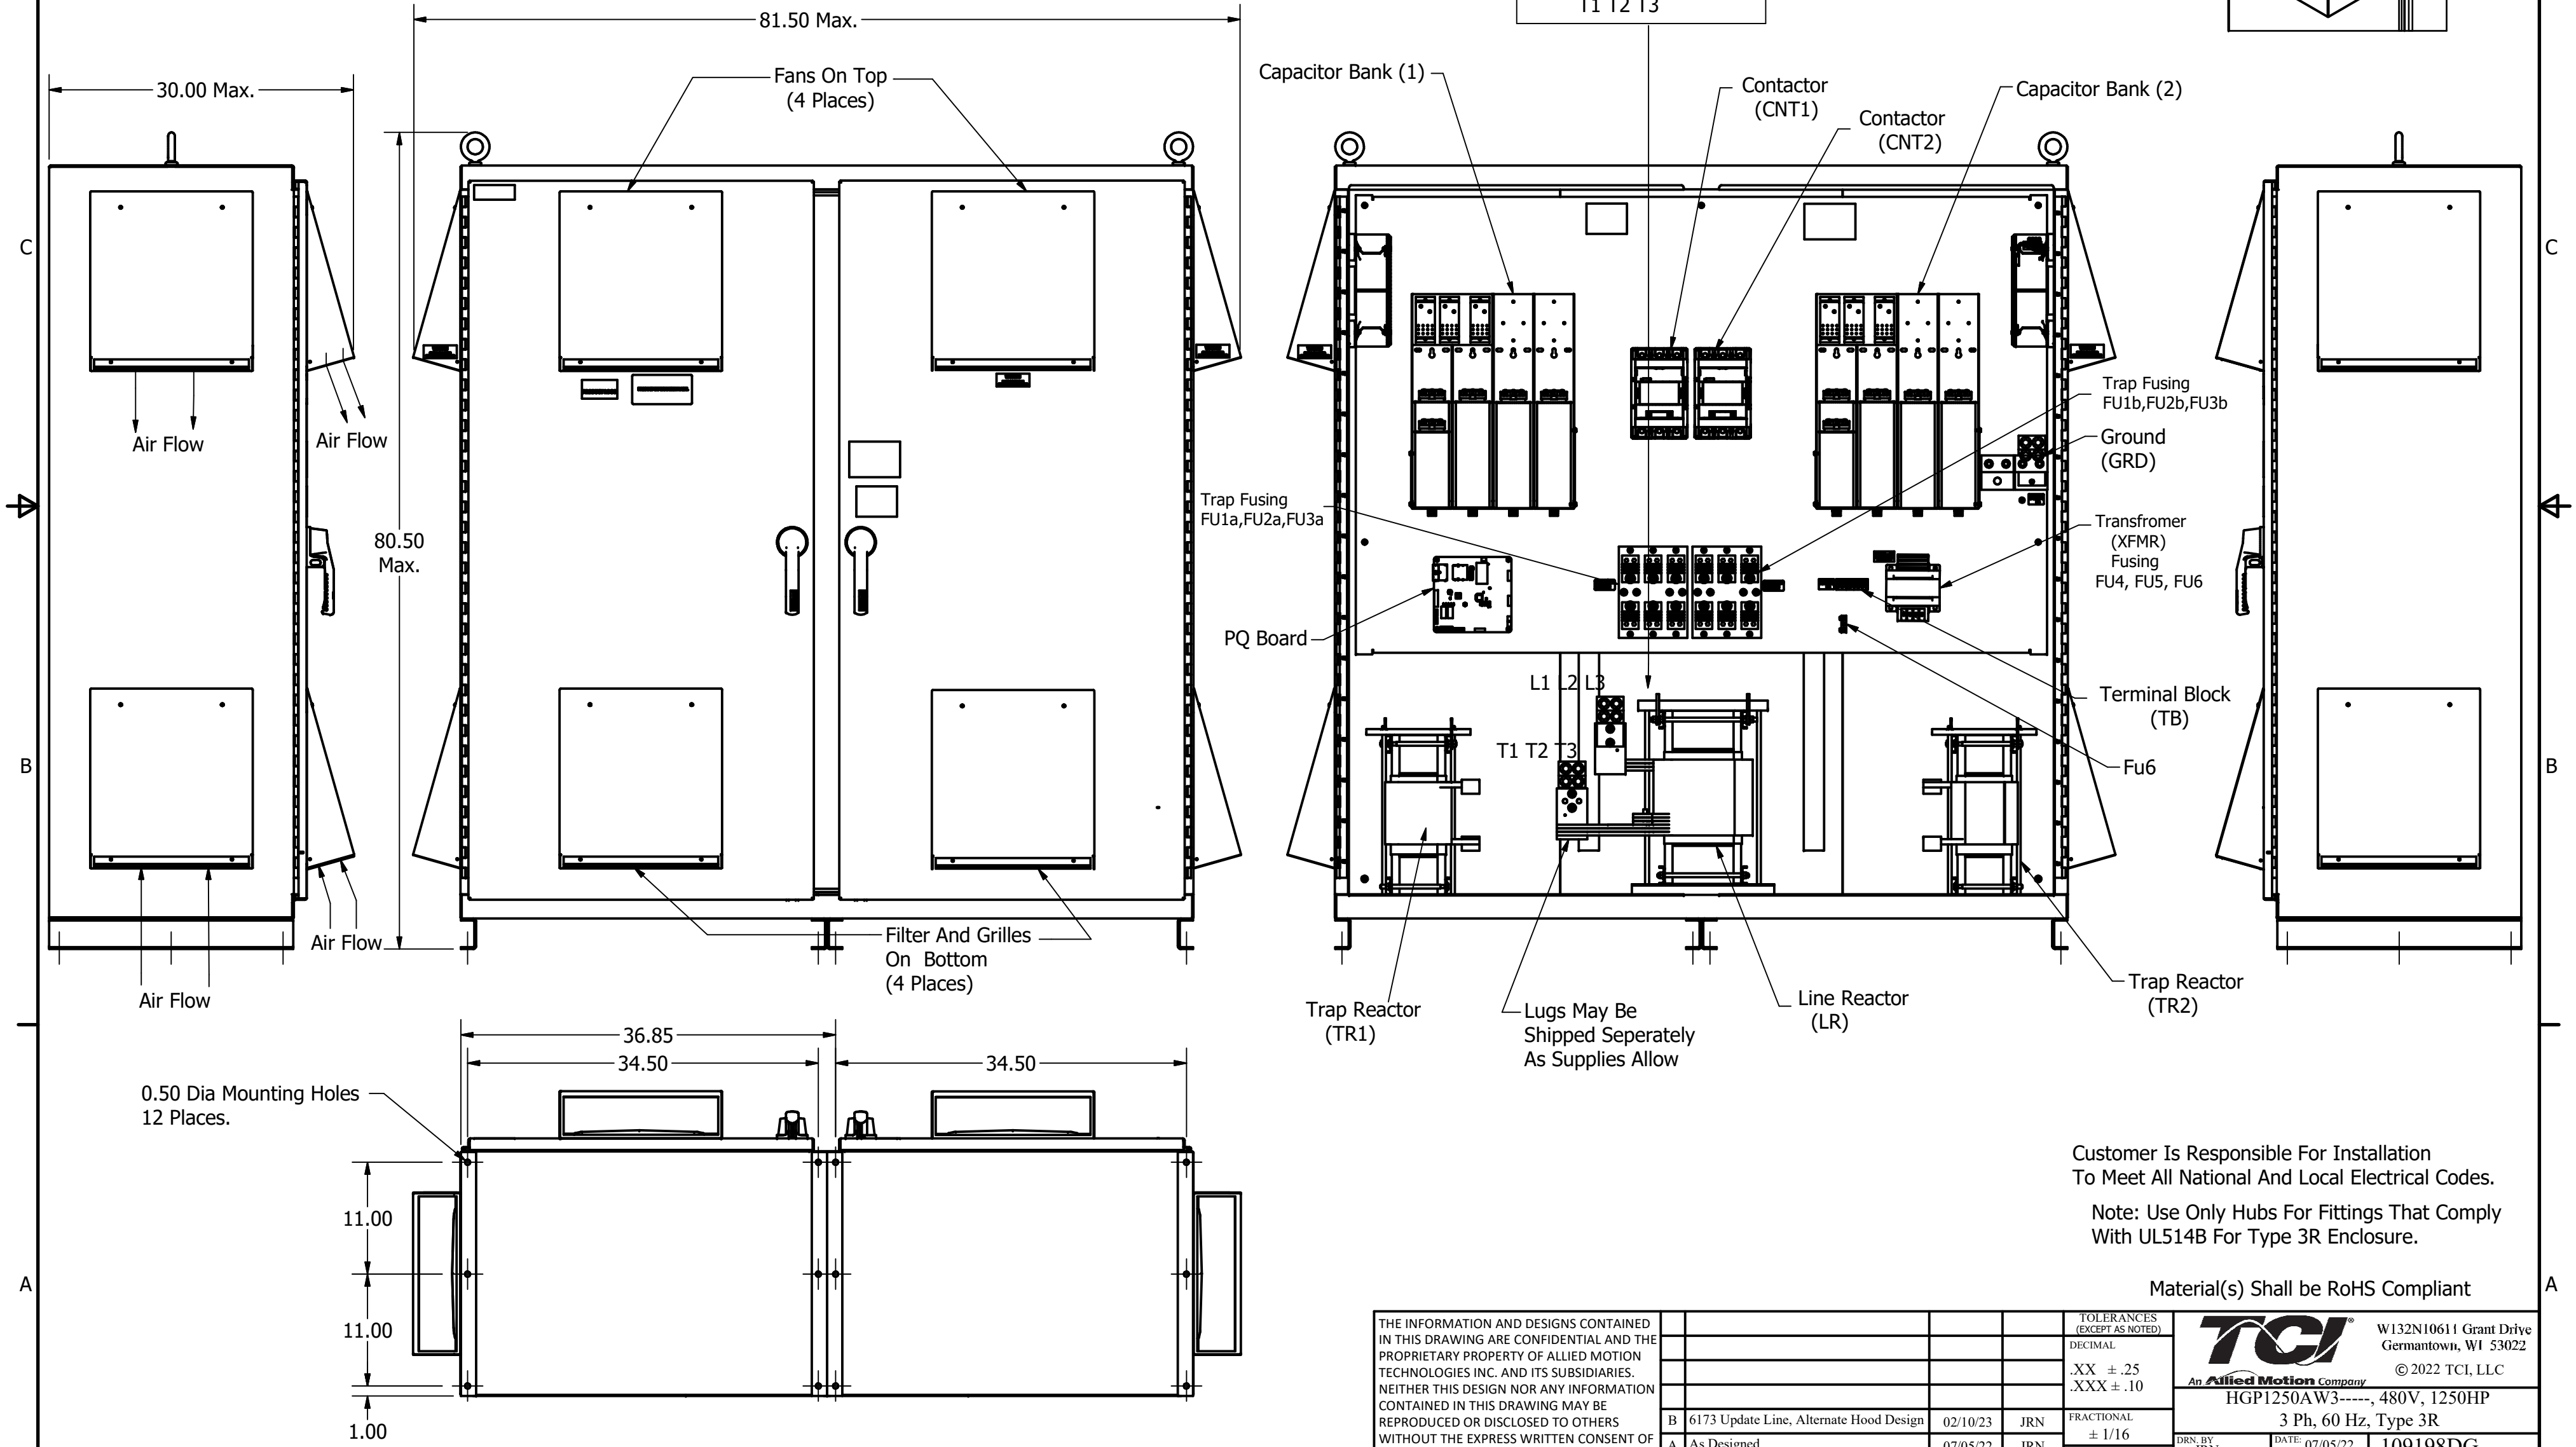 81.50 Max.
T1 T2 T3
30.00 Max.
Fans On Top
(4 Places)
Capacitor Bank (1)
Contactor
(CNT1)
Contactor
(CNT2)
Capacitor Bank (2)
C
C
Air Flow
Air Flow
80.50
Max.
Trap Fusing
FU1b,FU2b,FU3b
Ground
(GRD)
Trap Fusing
FU1a,FU2a,FU3a
Transfromer
(XFMR)
Fusing
FU4, FU5, FU6
PQ Board
L1 L2 L3
T1 T2 T3
Terminal Block
(TB)
Fu6
B
B
Air Flow
Air Flow
Filter And Grilles
On Bottom
(4 Places)
Trap Reactor
(TR1)
Lugs May Be
Shipped Seperately
As Supplies Allow
Line Reactor
(LR)
Trap Reactor
(TR2)
36.85
34.50
34.50
0.50 Dia Mounting Holes
12 Places.
11.00
11.00
1.00
A
A
Customer Is Responsible For Installation
To Meet All National And Local Electrical Codes.
Note: Use Only Hubs For Fittings That Comply
With UL514B For Type 3R Enclosure.
Material(s) Shall be RoHS Compliant
THE INFORMATION AND DESIGNS CONTAINED
IN THIS DRAWING ARE CONFIDENTIAL AND THE
PROPRIETARY PROPERTY OF ALLIED MOTION
TECHNOLOGIES INC. AND ITS SUBSIDIARIES.
NEITHER THIS DESIGN NOR ANY INFORMATION
CONTAINED IN THIS DRAWING MAY BE
REPRODUCED OR DISCLOSED TO OTHERS
WITHOUT THE EXPRESS WRITTEN CONSENT OF
B 6173 Update Line, Alternate Hood Design 02/10/23 JRN
A As Designed 07/05/22 JRN
TOLERANCES
(EXCEPT AS NOTED)
DECIMAL
.XX ± .25
.XXX ± .10
FRACTIONAL
± 1/16
TCI®
An Allied Motion Company
W132N10611 Grant Drive
Germantown, WI 53022
© 2022 TCI, LLC
HGP1250AW3-----, 480V, 1250HP
3 Ph, 60 Hz, Type 3R
DRN. BY JRN
DATE: 07/05/22
109198DG